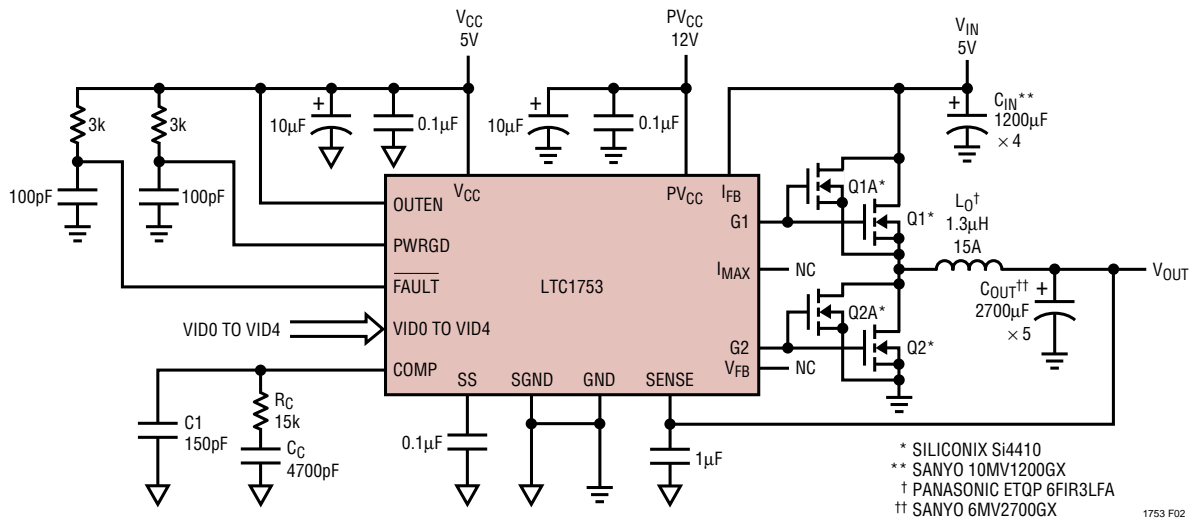 VCC
5V
PVCC
12V
VIN
5V
3k
3k
10µF
0.1µF
10µF
0.1µF
CIN**
1200µF
× 4
100pF
100pF
VCC
PVCC
IFB
Q1A*
Q1*
LO†
1.3µH
15A
OUTEN
G1
PWRGD
IMAX
NC
VOUT
FAULT
LTC1753
COUT††
2700µF
× 5
VID0 TO VID4
VID0 TO VID4
Q2A*
Q2*
G2
VFB
NC
COMP
SS
SGND
GND
SENSE
C1
150pF
RC
15k
CC
4700pF
0.1µF
1µF
* SILICONIX Si4410
** SANYO 10MV1200GX
† PANASONIC ETQP 6FIR3LFA
†† SANYO 6MV2700GX
1753 F02